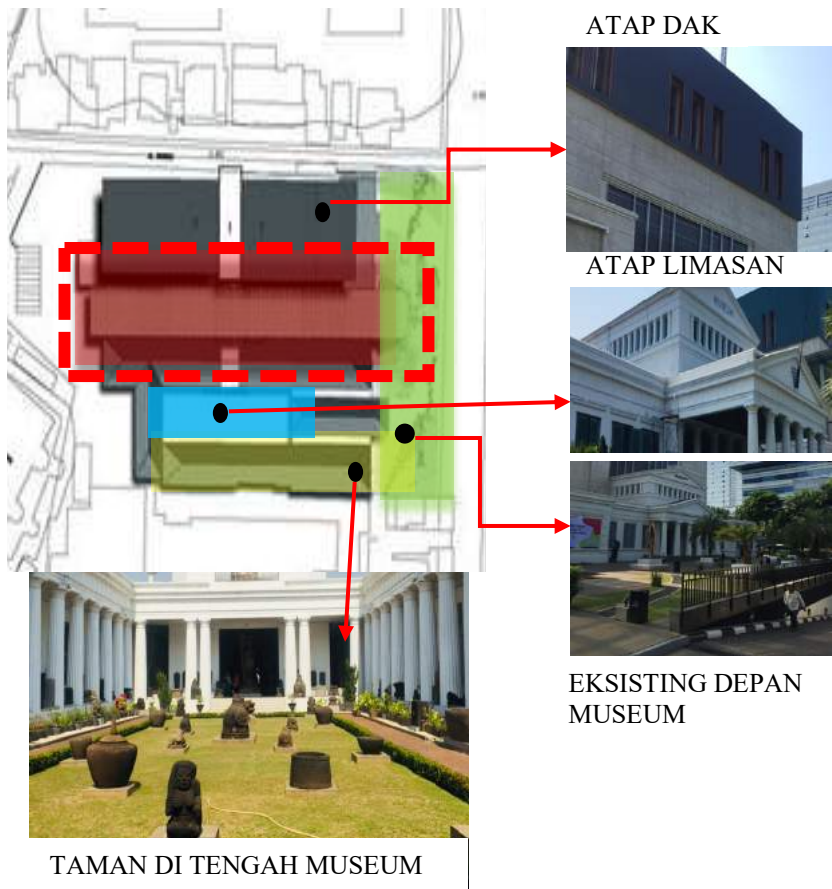 ATAP DAK
ATAP LIMASAN
EKSISTING DEPAN
MUSEUM
TAMAN DI TENGAH MUSEUM